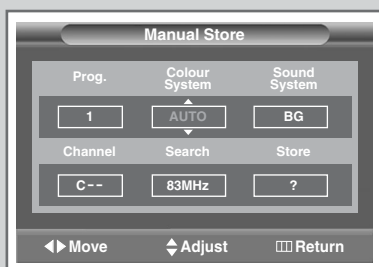 Manual Store
Prog. Colour System Sound System
1 AUTO BG
Channel Search Store
C-- 83MHz ?
Move Adjust Return